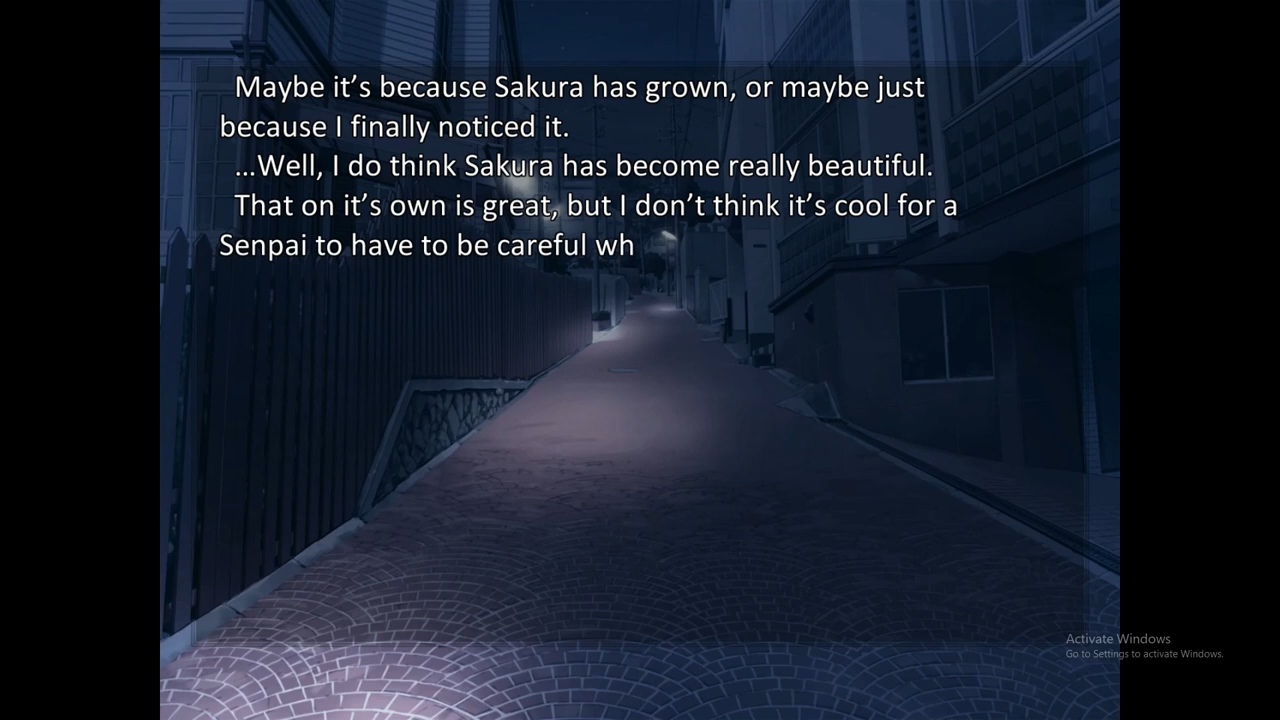 Maybe it’s because Sakura has grown, or maybe just
because I finally noticed it.
…Well, I do think Sakura has become really beautiful.
That on it’s own is great, but I don’t think it’s cool for a
Senpai to have to be careful wh
Activate Windows
Go to Settings to activate Windows.